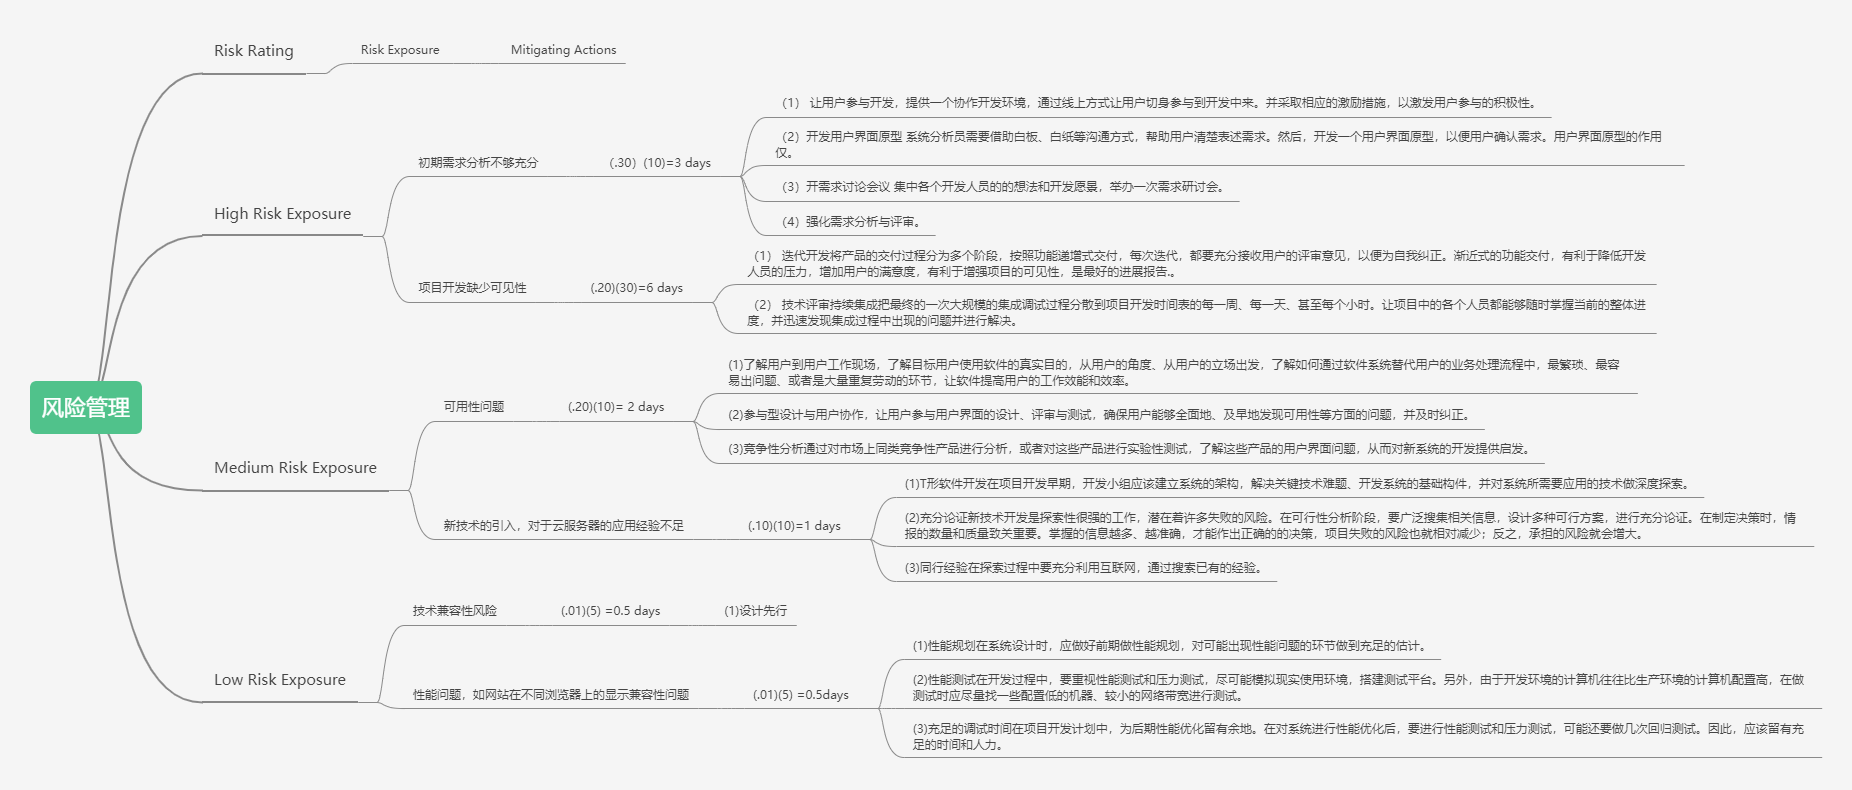 风险管理
Risk Rating
Risk Exposure
Mitigating Actions
High Risk Exposure
初期需求分析不够充分
（.30）(10)=3 days
（1） 让用户参与开发，提供一个协作开发环境，通过线上方式让用户切身参与到开发中来。并采取相应的激励措施，以激发用户参与的积极性。
（2）开发用户界面原型 系统分析员需要借助白板、白纸等沟通方式，帮助用户清楚表述需求。然后，开发一个用户界面原型，以便用户确认需求。用户界面原型的作用
仅。
（3）开需求讨论会议 集中各个开发人员的的想法和开发愿景，举办一次需求研讨会。
（4）强化需求分析与评审。
项目开发缺少可见性
(.20)(30)=6 days
（1） 迭代开发将产品的交付过程分为多个阶段，按照功能递增式交付，每次迭代，都要充分接收用户的评审意见，以便为自我纠正。渐近式的功能交付，有利于降低开发
人员的压力，增加用户的满意度，有利于增强项目的可见性，是最好的进展报告.。
（2） 技术评审持续集成把最终的一次大规模的集成调试过程分散到项目开发时间表的每一周、每一天、甚至每个小时。让项目中的各个人员都能够随时掌握当前的整体进
度，并迅速发现集成过程中出现的问题并进行解决。
Medium Risk Exposure
可用性问题
(.20)(10)= 2 days
(1)了解用户到用户工作现场，了解目标用户使用软件的真实目的，从用户的角度、从用户的立场出发，了解如何通过软件系统替代用户的业务处理流程中，最繁琐、最容
易出问题、或者是大量重复劳动的环节，让软件提高用户的工作效能和效率。
(2)参与型设计与用户协作，让用户参与用户界面的设计、评审与测试，确保用户能够全面地、及早地发现可用性等方面的问题，并及时纠正。
(3)竞争性分析通过对市场上同类竞争性产品进行分析，或者对这些产品进行实验性测试，了解这些产品的用户界面问题，从而对新系统的开发提供启发。
新技术的引入，对于云服务器的应用经验不足
(.10)(10)=1 days
(1)T形软件开发在项目开发早期，开发小组应该建立系统的架构，解决关键技术难题、开发系统的基础构件，并对系统所需要应用的技术做深度探索。
(2)充分论证新技术开发是探索性很强的工作，潜在着许多失败的风险。在可行性分析阶段，要广泛搜集相关信息，设计多种可行方案，进行充分论证。在制定决策时，情
报的数量和质量致关重要。掌握的信息越多、越准确，才能作出正确的的决策，项目失败的风险也就相对减少；反之，承担的风险就会增大。
(3)同行经验在探索过程中要充分利用互联网，通过搜索已有的经验。
Low Risk Exposure
技术兼容性风险
(.01)(5) =0.5 days
(1)设计先行
性能问题，如网站在不同浏览器上的显示兼容性问题
(.01)(5) =0.5days
(1)性能规划在系统设计时，应做好前期做性能规划，对可能出现性能问题的环节做到充足的估计。
(2)性能测试在开发过程中，要重视性能测试和压力测试，尽可能模拟现实使用环境，搭建测试平台。另外，由于开发环境的计算机往往比生产环境的计算机配置高，在做
测试时应尽量找一些配置低的机器、较小的网络带宽进行测试。
(3)充足的调试时间在项目开发计划中，为后期性能优化留有余地。在对系统进行性能优化后，要进行性能测试和压力测试，可能还要做几次回归测试。因此，应该留有充
足的时间和人力。